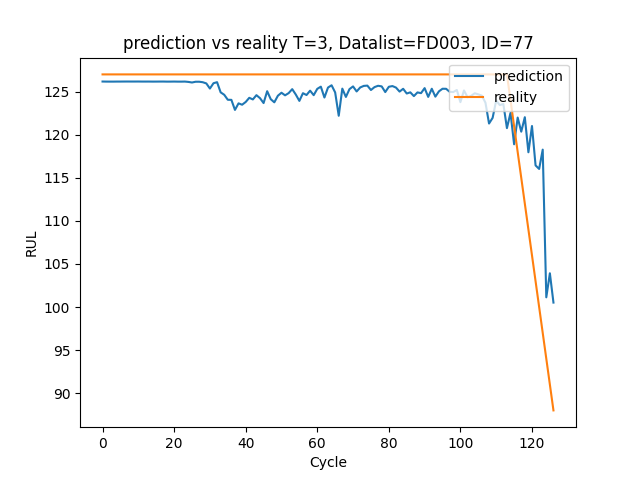 prediction vs reality T=3, Datalist=FD003, ID=77
prediction
reality
RUL
125
120
115
110
105
100
95
90
0 20 40 60 80 100 120
Cycle